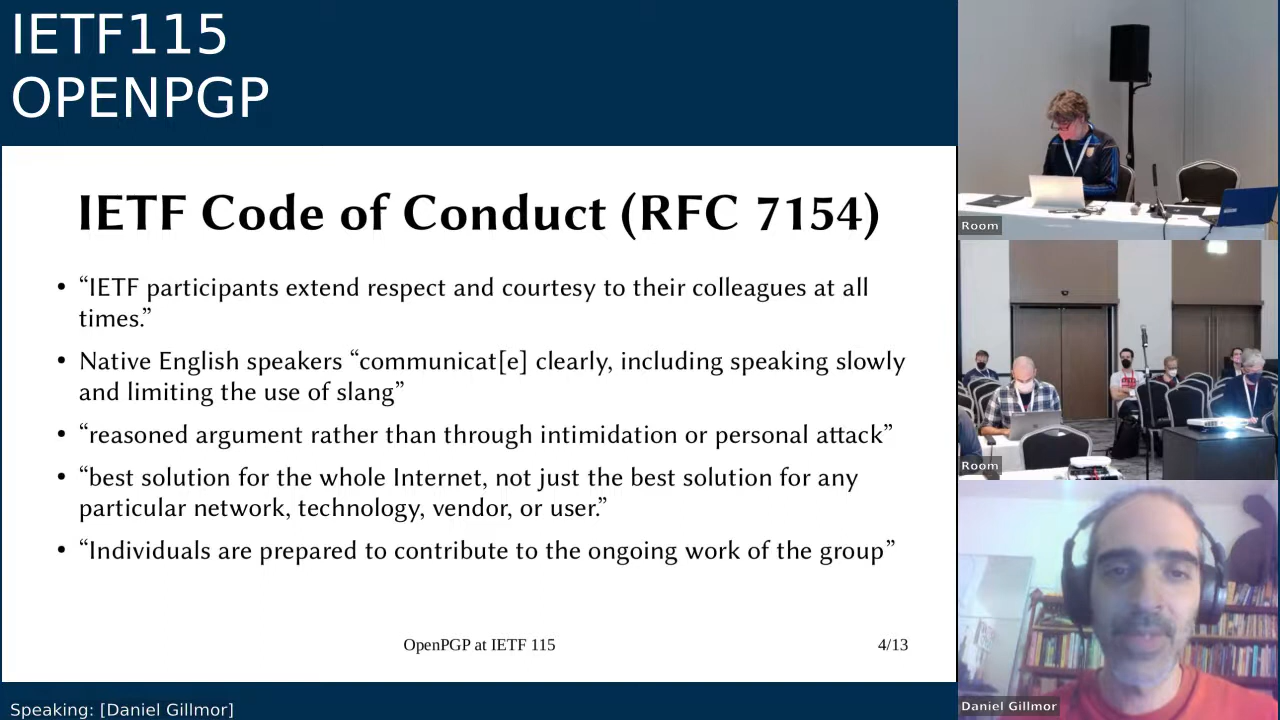 IETF115
OPENPGP
IETF Code of Conduct (RFC 7154)
• “IETF participants extend respect and courtesy to their colleagues at all
times.”
• Native English speakers “communicat[e] clearly, including speaking slowly
and limiting the use of slang”
• “reasoned argument rather than through intimidation or personal attack”
• “best solution for the whole Internet, not just the best solution for any
particular network, technology, vendor, or user.”
• “Individuals are prepared to contribute to the ongoing work of the group”
OpenPGP at IETF 115
4/13
Speaking: [Daniel Gillmor]
Room
Room
Daniel Gillmor